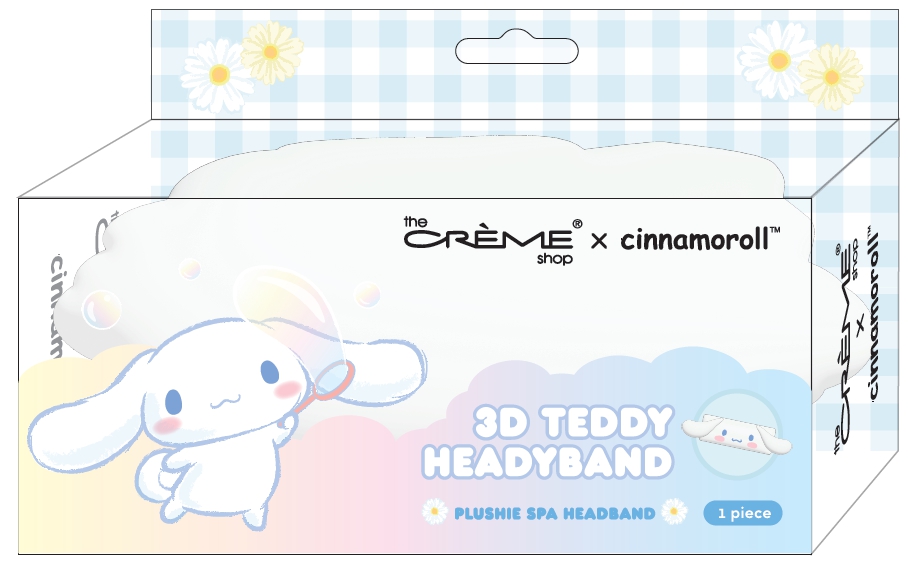 the
CRÈME® x cinnamoroll™
shop
3D TEDDY
HEADYBAND
PLUSHIE SPA HEADBAND
1 piece
the CRÈME® shop
x
cinnamoroll™